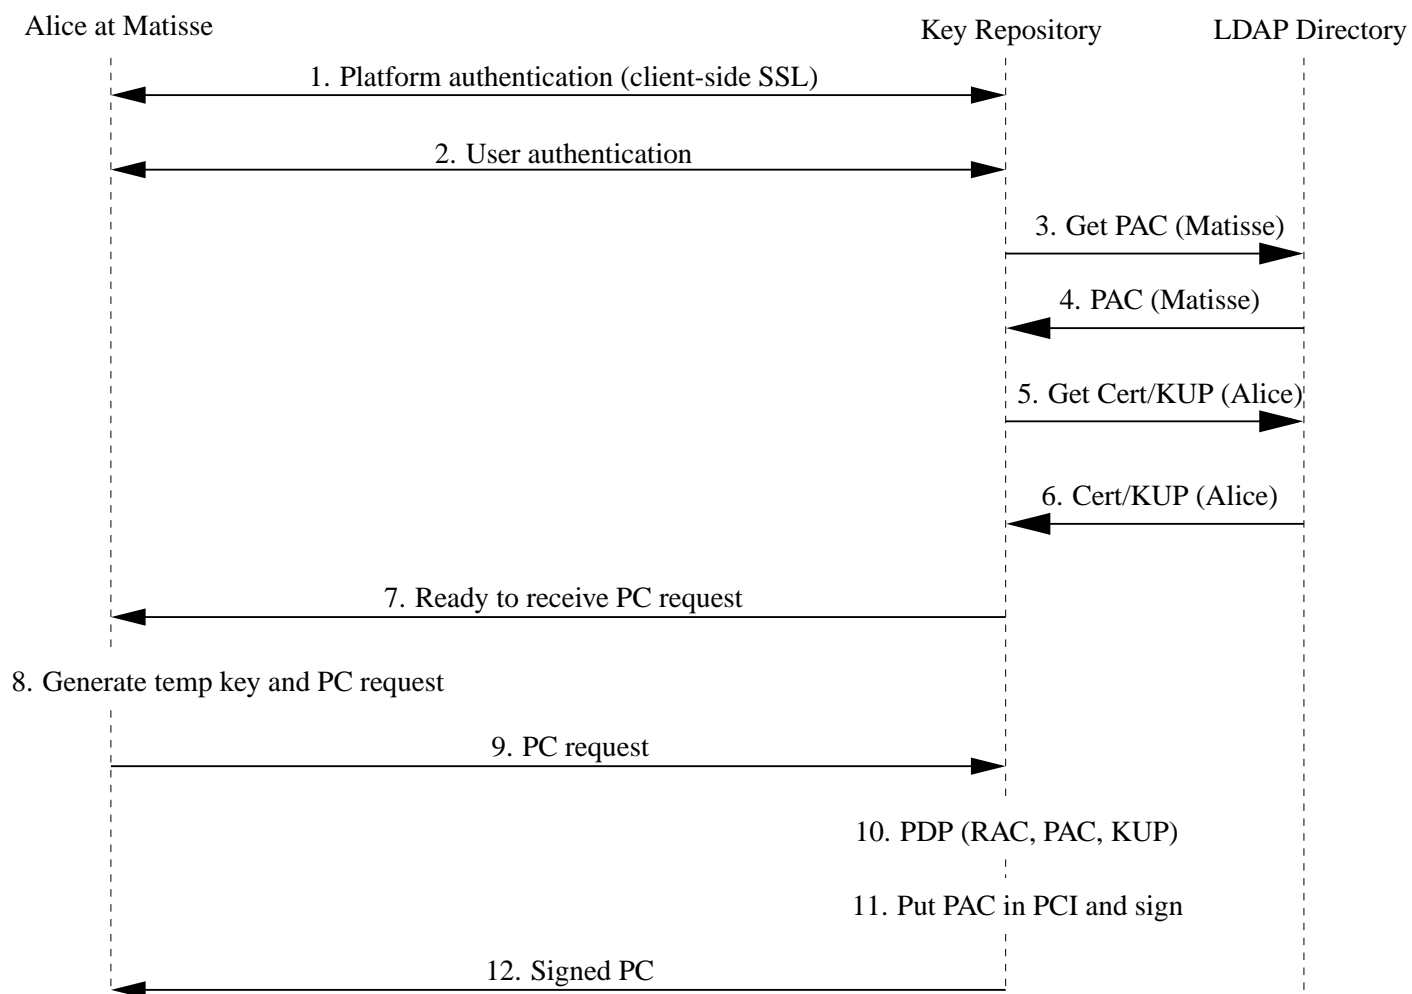 Alice at Matisse
Key Repository
LDAP Directory
1. Platform authentication (client-side SSL)
2. User authentication
3. Get PAC (Matisse)
4. PAC (Matisse)
5. Get Cert/KUP (Alice)
6. Cert/KUP (Alice)
7. Ready to receive PC request
8. Generate temp key and PC request
9. PC request
10. PDP (RAC, PAC, KUP)
11. Put PAC in PCI and sign
12. Signed PC